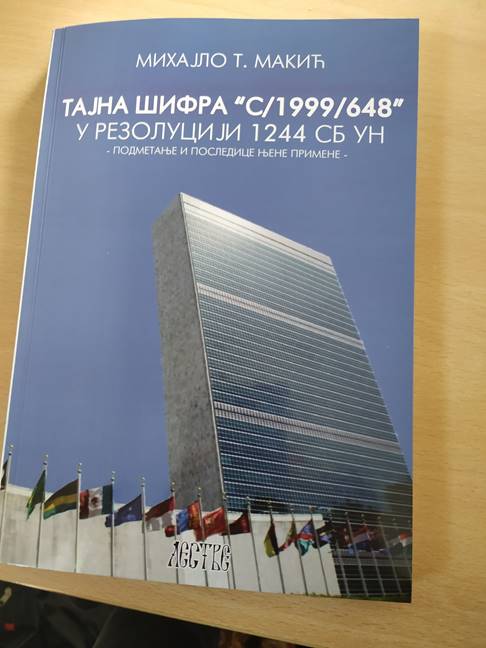 МИХАЈЛО Т. МАКИЋ
ТАЈНА ШИФРА "С/1999/648"
У РЕЗОЛУЦИЈИ 1244 СБ УН
- ПОДМЕТАЊЕ И ПОСЛЕДИЦЕ ЊЕНЕ ПРИМЕНЕ -
ЛЕСТВЕ